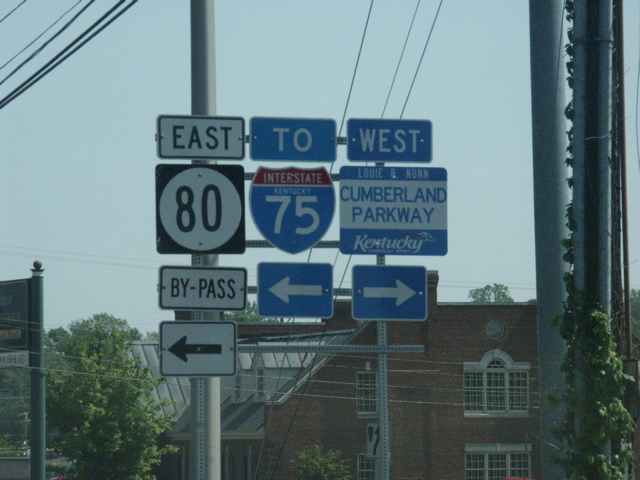 EAST
TO
WEST
80
INTERSTATE
KENTUCKY
75
LOUIE B NUNN
CUMBERLAND
PARKWAY
Kentucky
BY-PASS